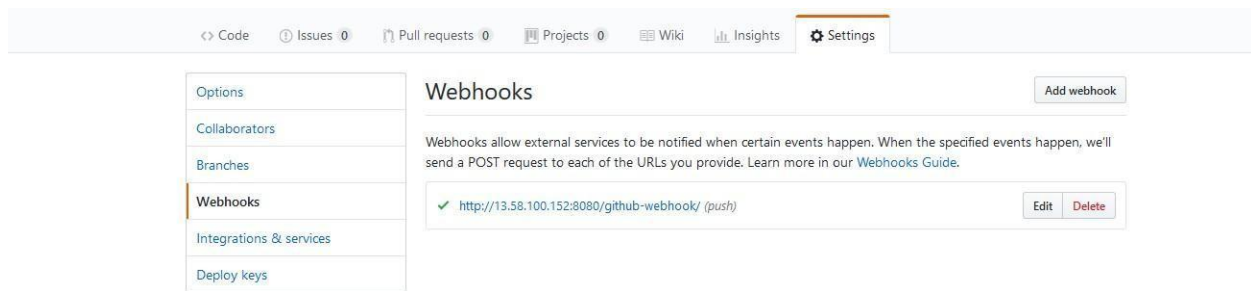 Code Issues 0 Pull requests 0 Projects 0 Wiki Insights Settings
Options
Collaborators
Branches
Webhooks
Integrations & services
Deploy keys
Webhooks
Add webhook
Webhooks allow external services to be notified when certain events happen. When the specified events happen, we'll
send a POST request to each of the URLs you provide. Learn more in our Webhooks Guide.
http://13.58.100.152:8080/github-webhook/ (push)
Edit Delete